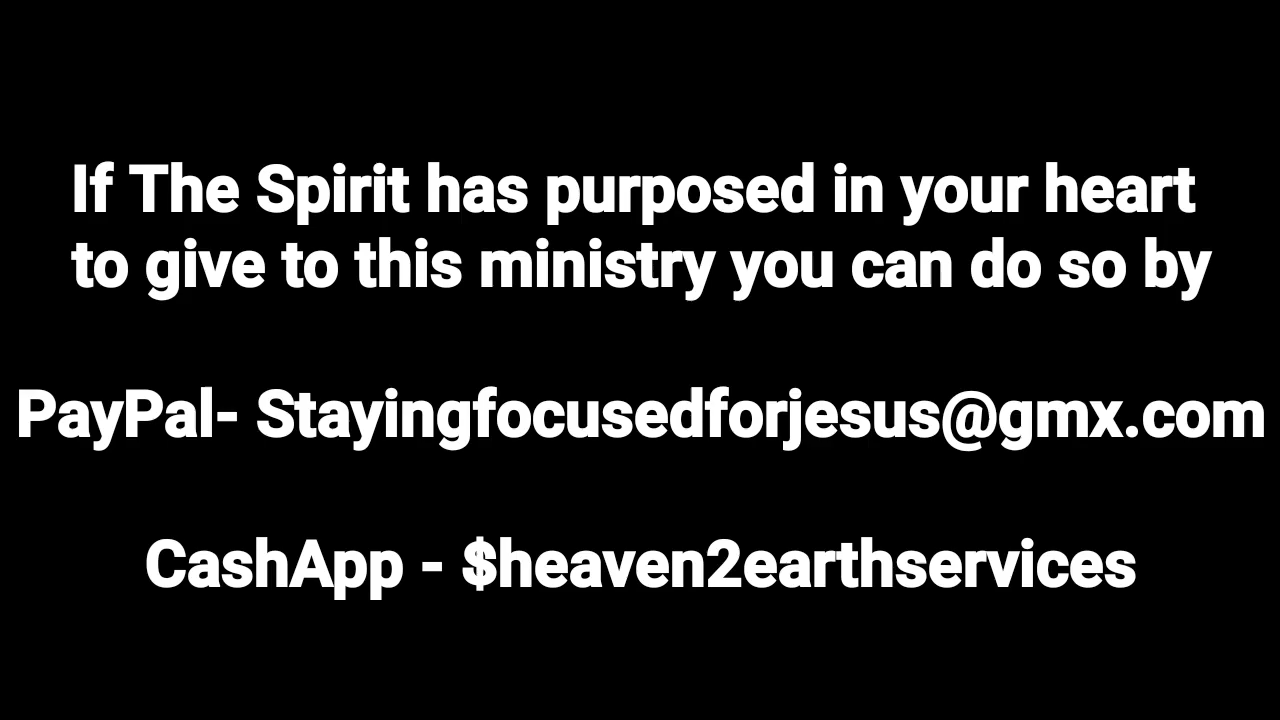 If The Spirit has purposed in your heart
to give to this ministry you can do so by
PayPal- Stayingfocusedforjesus@gmx.com
CashApp - $heaven2earthservices